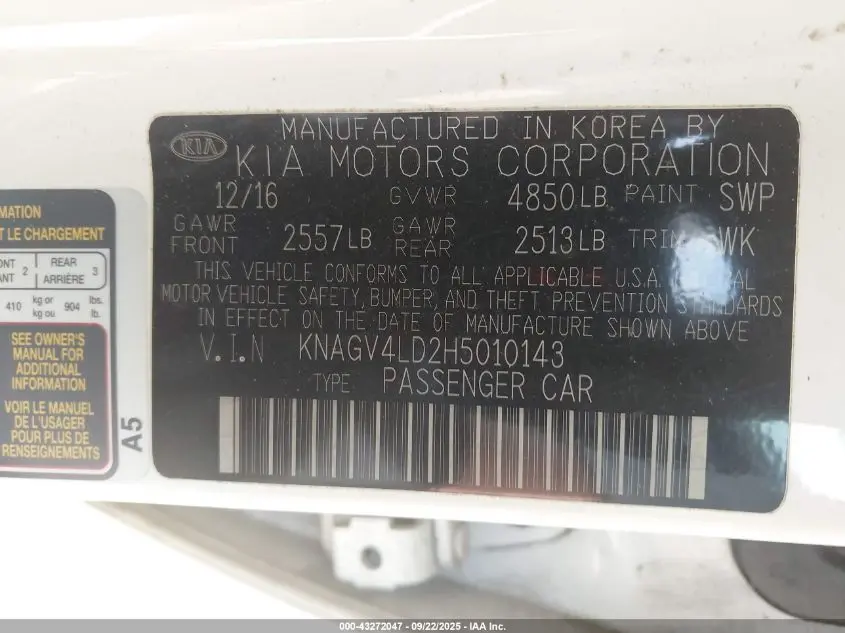 KIA
MANUFACTURED IN KOREA BY
KIA MOTORS CORPORATION
12/16 GVWR 4850LB PAINT SWP
GAWR FRONT 2557LB GAWR REAR 2513LB TRIM WK
THIS VEHICLE CONFORMS TO ALL APPLICABLE U.S.A.
MOTOR VEHICLE SAFETY, BUMPER, AND THEFT PREVENTION STANDARDS
IN EFFECT ON THE DATE OF MANUFACTURE SHOWN ABOVE
V.I.N KNAGV4LD2H5010143
TYPE PASSENGER CAR
MATION
T LE CHARGEMENT
ONT 2 REAR 3
ANT ARRIÈRE
410 kg or 904 lbs.
kg ou lb.
SEE OWNER'S
MANUAL FOR
ADDITIONAL
INFORMATION
VOIR LE MANUEL
DE L'USAGER
POUR PLUS DE
RENSEIGNEMENTS
A5
000-43272047 - 09/22/2025 - IAA Inc.